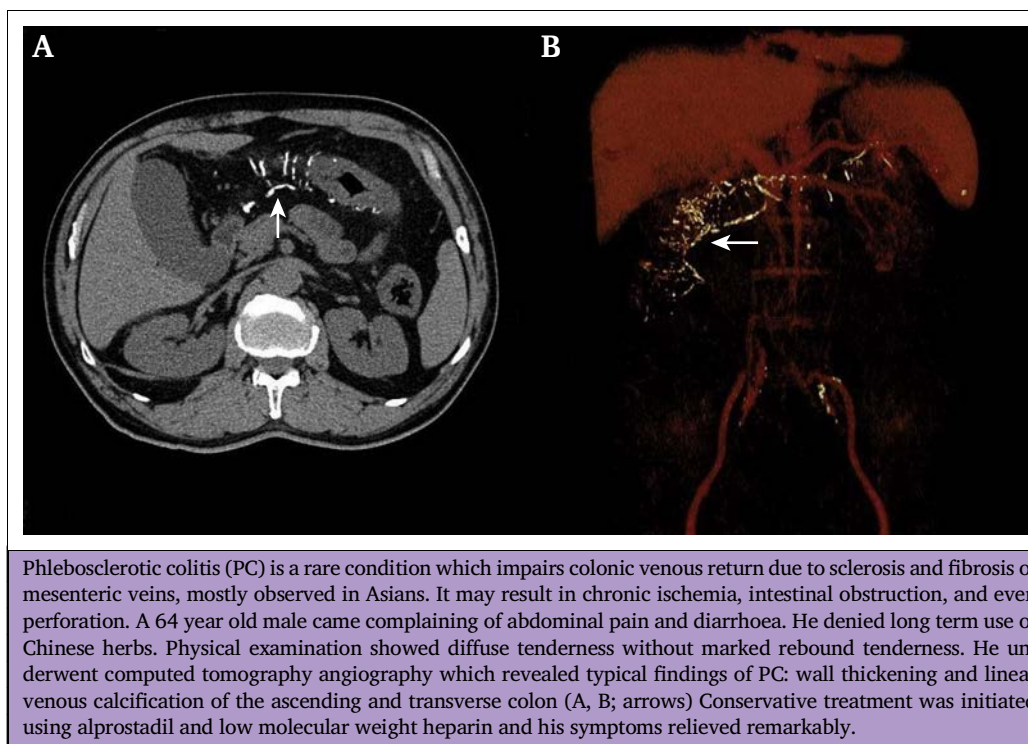 A
B
Phlebosclerotic colitis (PC) is a rare condition which impairs colonic venous return due to sclerosis and fibrosis o
mesenteric veins, mostly observed in Asians. It may result in chronic ischemia, intestinal obstruction, and ever
perforation. A 64 year old male came complaining of abdominal pain and diarrhoea. He denied long term use o
Chinese herbs. Physical examination showed diffuse tenderness without marked rebound tenderness. He un
derwent computed tomography angiography which revealed typical findings of PC: wall thickening and linea
venous calcification of the ascending and transverse colon (A, B; arrows) Conservative treatment was initiated
using alprostadil and low molecular weight heparin and his symptoms relieved remarkably.